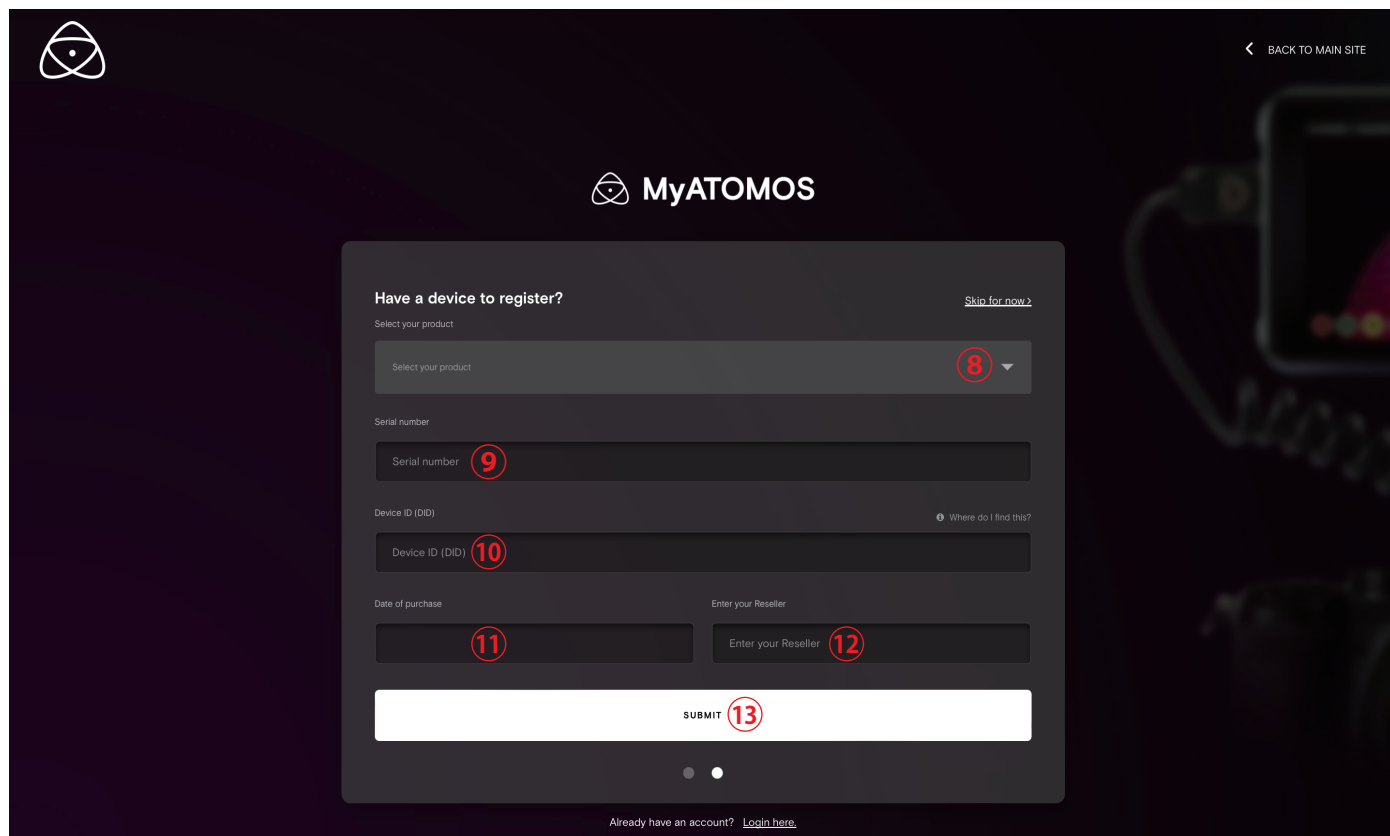 BACK TO MAIN SITE
MyATOMOS
Have a device to register?
Skip for now >
Select your product
Select your product 8
Serial number
Serial number 9
Device ID (DID)
Where do I find this?
Device ID (DID) 10
Date of purchase
Enter your Reseller
11
Enter your Reseller 12
SUBMIT 13
Already have an account? Login here.